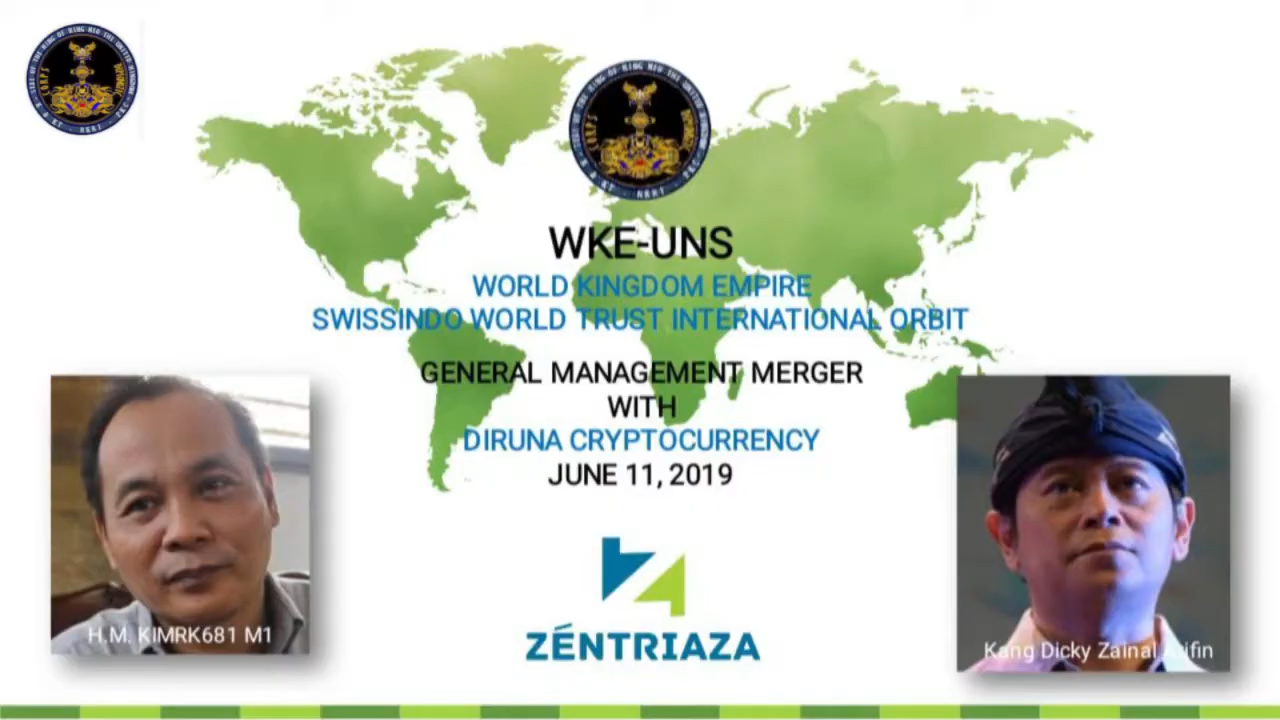 WKE-UNS
WORLD KINGDOM EMPIRE
SWISSINDO WORLD TRUST INTERNATIONAL ORBIT
GENERAL MANAGEMENT MERGER
WITH
DIRUNA CRYPTOCURRENCY
JUNE 11, 2019
H.M. KIMRK681 M1
ZÉNTRIAZA
Kang Dicky Zainal Arifin